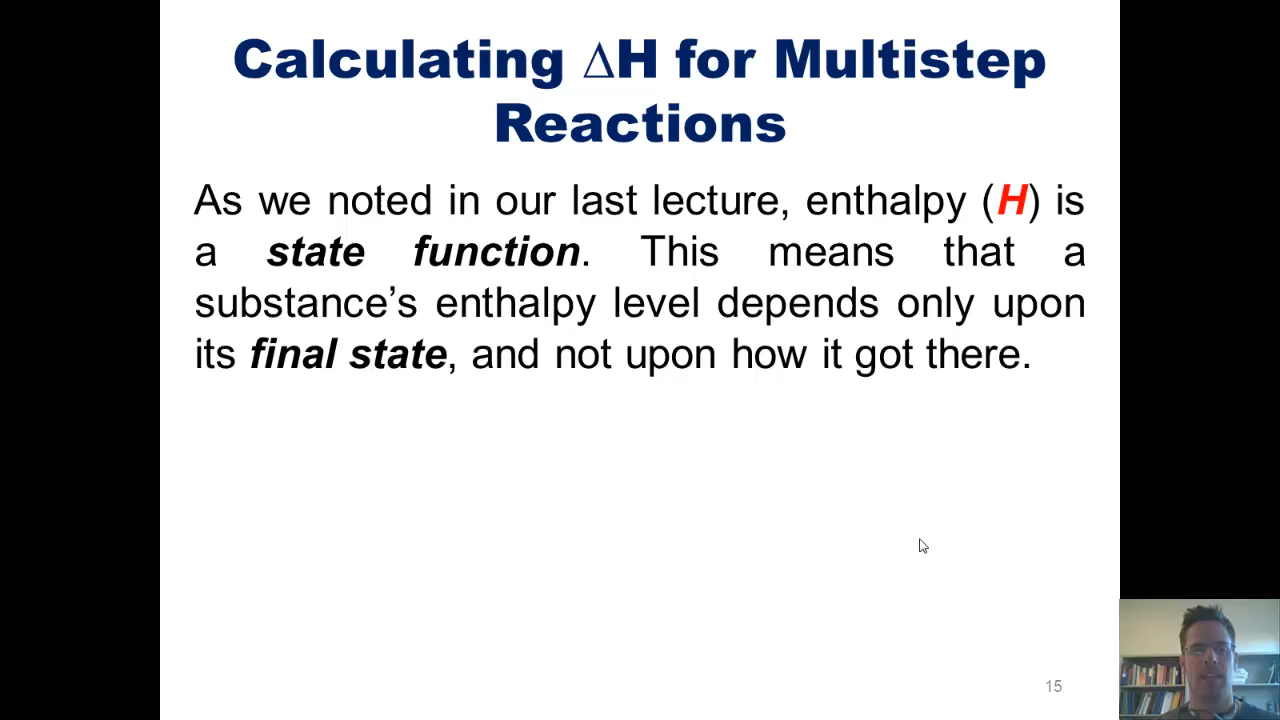 Calculating ∆H for Multistep
Reactions
As we noted in our last lecture, enthalpy (H) is
a state function. This means that a
substance’s enthalpy level depends only upon
its final state, and not upon how it got there.
15